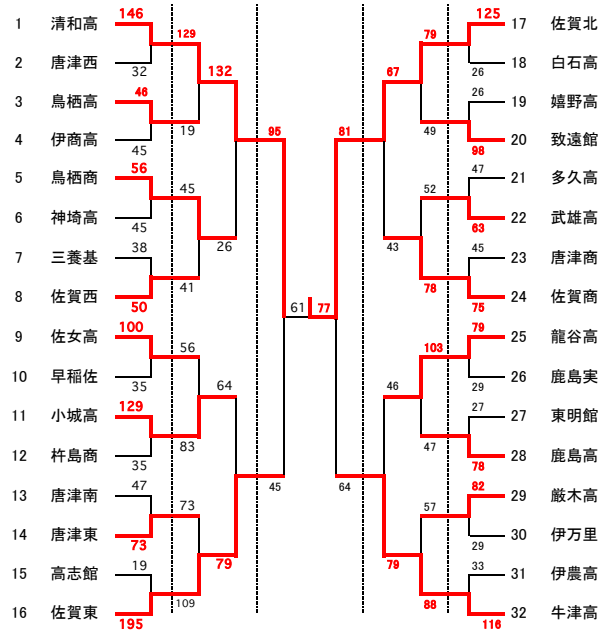 1 清和高 146
129
2 唐津西 32
132
3 鳥栖高 46
19
4 伊商高 45
95
5 鳥栖商 56
45
6 神埼高 45
26
7 三養基 38
41
8 佐賀西 50
61 77
9 佐女高 100
56
10 早稲佐 35
64
11 小城高 129
83
12 杵島商 35
45
13 唐津南 47
73
14 唐津東 73
79
15 高志館 19
109
16 佐賀東 195
125 17 佐賀北
79
26 18 白石高
67
26 19 嬉野高
49
98 20 致遠館
81
47 21 多久高
52
63 22 武雄高
43
45 23 唐津商
78
75 24 佐賀商
79 25 龍谷高
103
29 26 鹿島実
46
27 27 東明館
47
78 28 鹿島高
64
82 29 厳木高
57
29 30 伊万里
79
33 31 伊農高
88
116 32 牛津高